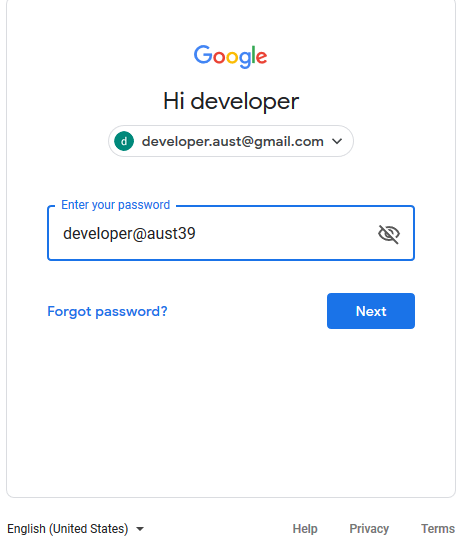 Google
Hi developer
d developer.aust@gmail.com
Enter your password
developer@aust39
Forgot password? Next
English (United States) Help Privacy Terms